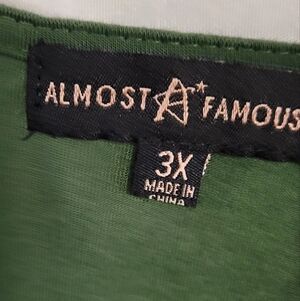 ALMOST A* FAMOUS
3X
MADE IN
CHINA